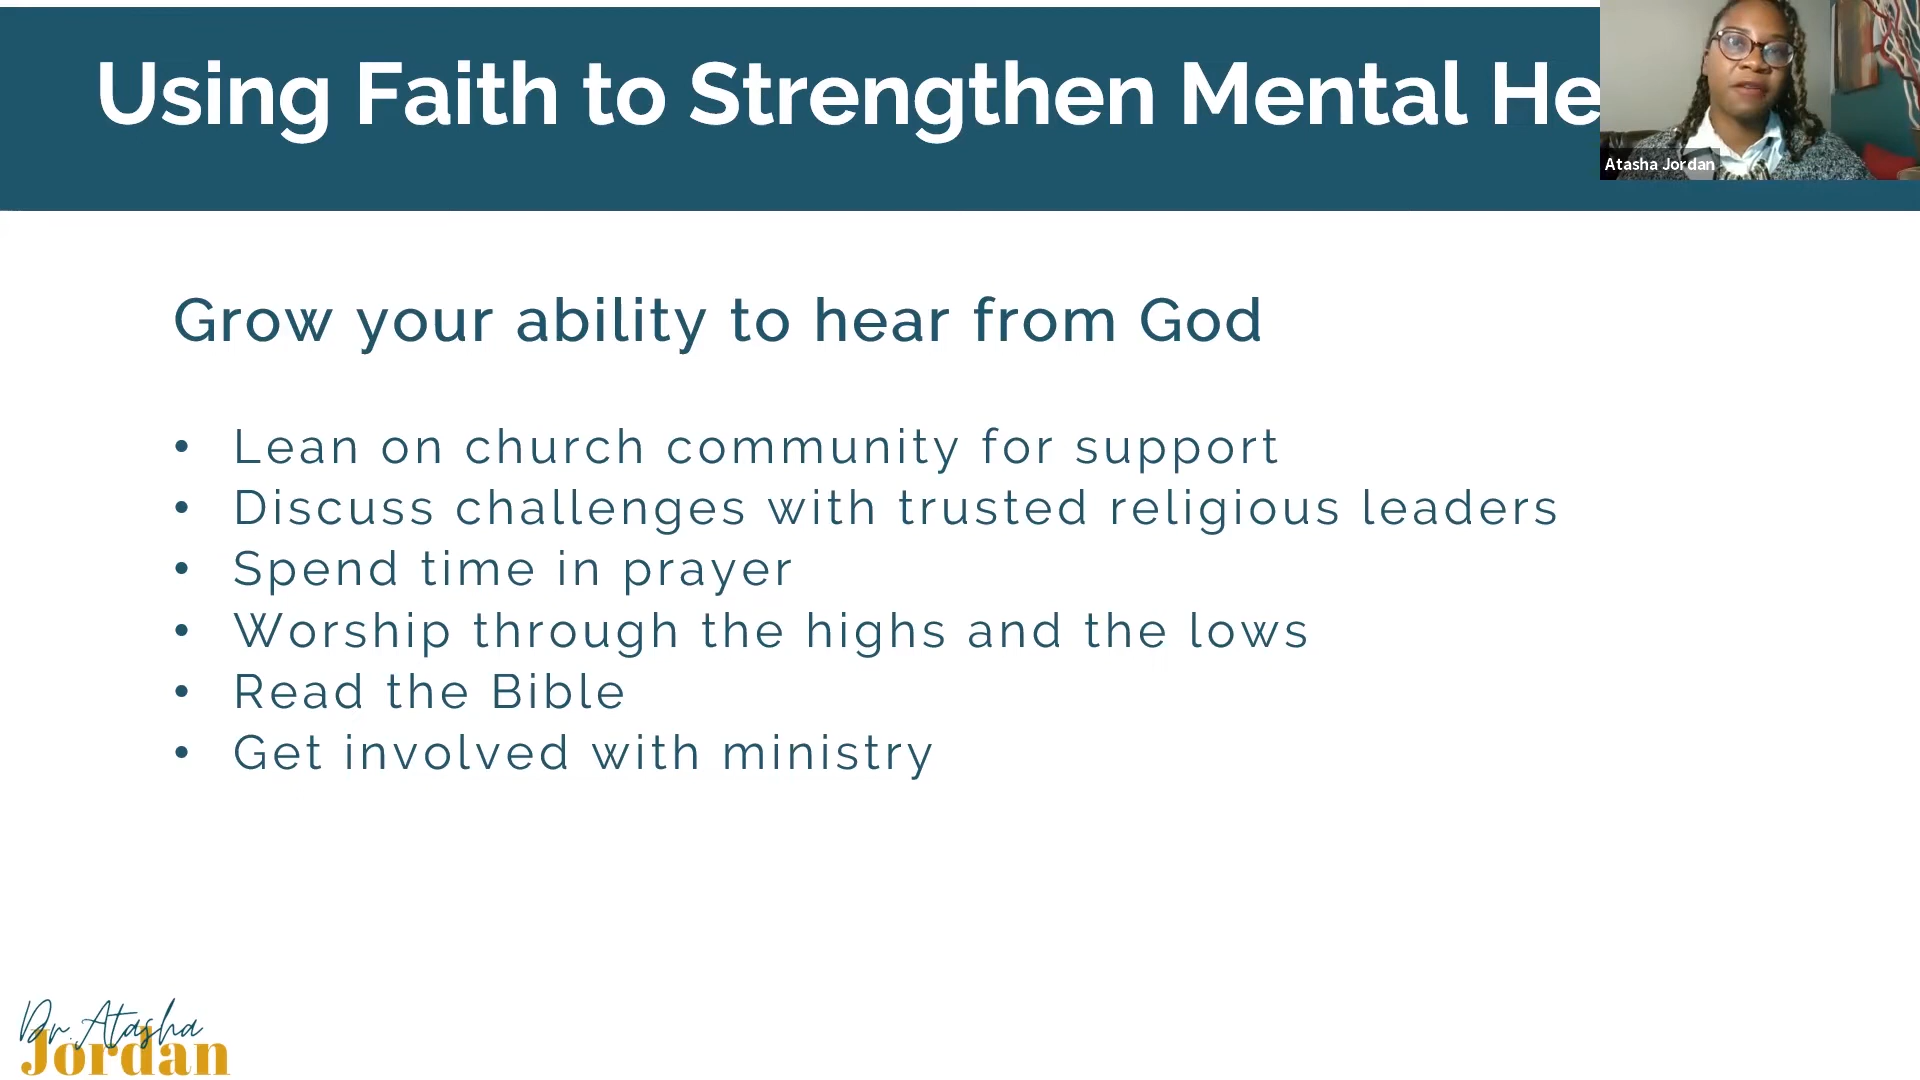 Using Faith to Strengthen Mental He
Atasha Jordan
Grow your ability to hear from God
• Lean on church community for support
• Discuss challenges with trusted religious leaders
• Spend time in prayer
• Worship through the highs and the lows
• Read the Bible
• Get involved with ministry
Dr. Atasha
Jordan